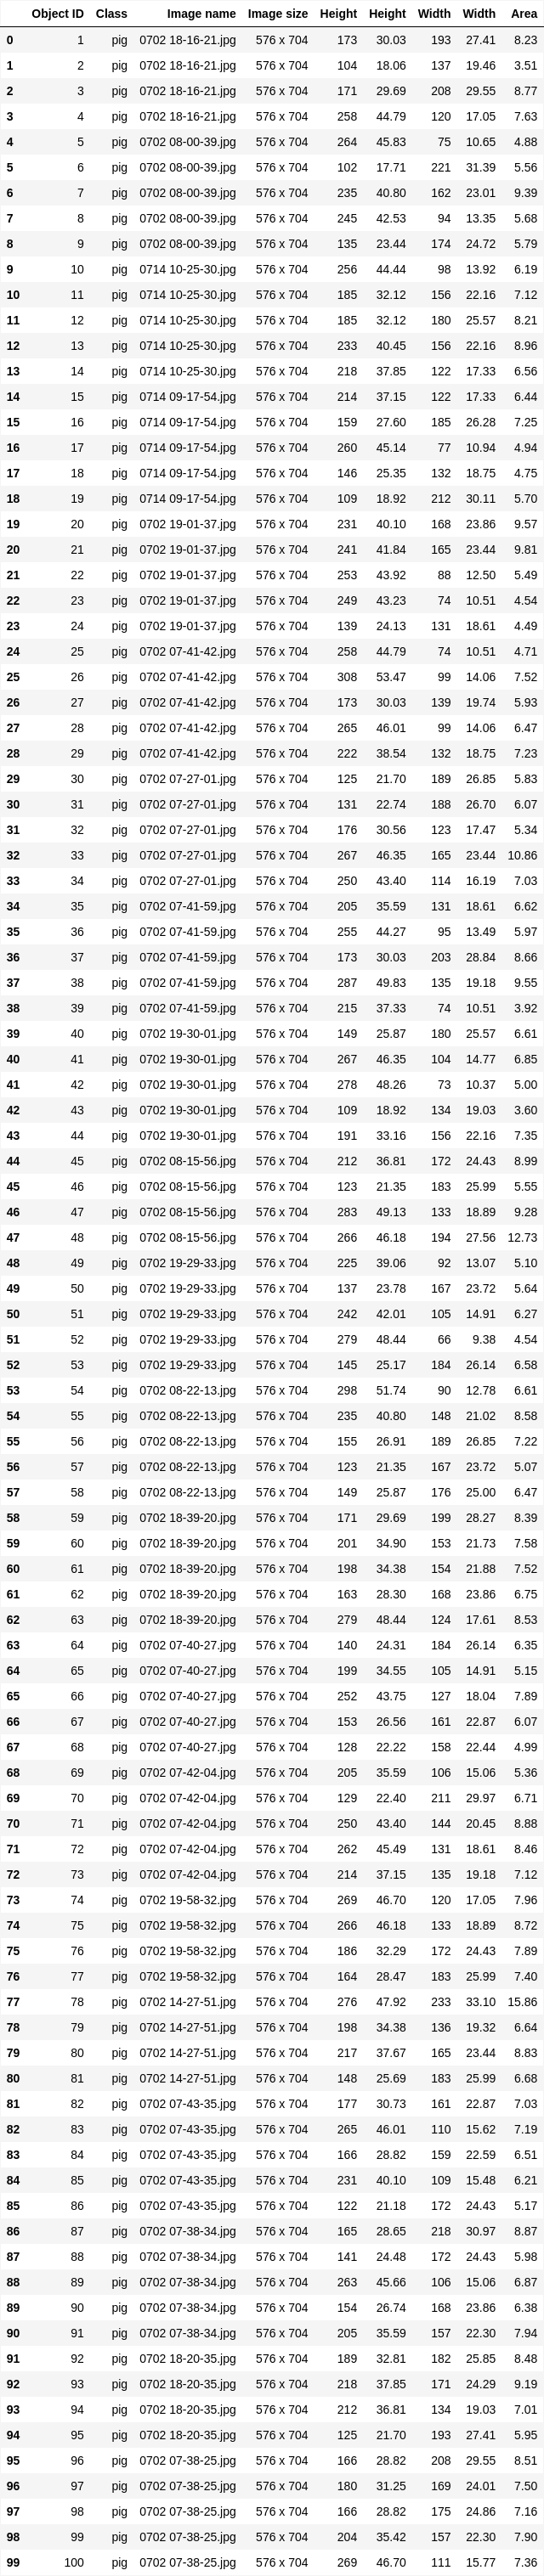 Object ID Class Image name Image size Height Height Width Width Area
0 1 pig 0702 18-16-21.jpg 576 x 704 173 30.03 193 27.41 8.23
1 2 pig 0702 18-16-21.jpg 576 x 704 104 18.06 137 19.46 3.51
2 3 pig 0702 18-16-21.jpg 576 x 704 171 29.69 208 29.55 8.77
3 4 pig 0702 18-16-21.jpg 576 x 704 258 44.79 120 17.05 7.63
4 5 pig 0702 08-00-39.jpg 576 x 704 264 45.83 75 10.65 4.88
5 6 pig 0702 08-00-39.jpg 576 x 704 102 17.71 221 31.39 5.56
6 7 pig 0702 08-00-39.jpg 576 x 704 235 40.80 162 23.01 9.39
7 8 pig 0702 08-00-39.jpg 576 x 704 245 42.53 94 13.35 5.68
8 9 pig 0702 08-00-39.jpg 576 x 704 135 23.44 174 24.72 5.79
9 10 pig 0714 10-25-30.jpg 576 x 704 256 44.44 98 13.92 6.19
10 11 pig 0714 10-25-30.jpg 576 x 704 185 32.12 156 22.16 7.12
11 12 pig 0714 10-25-30.jpg 576 x 704 185 32.12 180 25.57 8.21
12 13 pig 0714 10-25-30.jpg 576 x 704 233 40.45 156 22.16 8.96
13 14 pig 0714 10-25-30.jpg 576 x 704 218 37.85 122 17.33 6.56
14 15 pig 0714 09-17-54.jpg 576 x 704 214 37.15 122 17.33 6.44
15 16 pig 0714 09-17-54.jpg 576 x 704 159 27.60 185 26.28 7.25
16 17 pig 0714 09-17-54.jpg 576 x 704 260 45.14 77 10.94 4.94
17 18 pig 0714 09-17-54.jpg 576 x 704 146 25.35 132 18.75 4.75
18 19 pig 0714 09-17-54.jpg 576 x 704 109 18.92 212 30.11 5.70
19 20 pig 0702 19-01-37.jpg 576 x 704 231 40.10 168 23.86 9.57
20 21 pig 0702 19-01-37.jpg 576 x 704 241 41.84 165 23.44 9.81
21 22 pig 0702 19-01-37.jpg 576 x 704 253 43.92 88 12.50 5.49
22 23 pig 0702 19-01-37.jpg 576 x 704 249 43.23 74 10.51 4.54
23 24 pig 0702 19-01-37.jpg 576 x 704 139 24.13 131 18.61 4.49
24 25 pig 0702 07-41-42.jpg 576 x 704 258 44.79 74 10.51 4.71
25 26 pig 0702 07-41-42.jpg 576 x 704 308 53.47 99 14.06 7.52
26 27 pig 0702 07-41-42.jpg 576 x 704 173 30.03 139 19.74 5.93
27 28 pig 0702 07-41-42.jpg 576 x 704 265 46.01 99 14.06 6.47
28 29 pig 0702 07-41-42.jpg 576 x 704 222 38.54 132 18.75 7.23
29 30 pig 0702 07-27-01.jpg 576 x 704 125 21.70 189 26.85 5.83
30 31 pig 0702 07-27-01.jpg 576 x 704 131 22.74 188 26.70 6.07
31 32 pig 0702 07-27-01.jpg 576 x 704 176 30.56 123 17.47 5.34
32 33 pig 0702 07-27-01.jpg 576 x 704 267 46.35 165 23.44 10.86
33 34 pig 0702 07-27-01.jpg 576 x 704 250 43.40 114 16.19 7.03
34 35 pig 0702 07-41-59.jpg 576 x 704 205 35.59 131 18.61 6.62
35 36 pig 0702 07-41-59.jpg 576 x 704 255 44.27 95 13.49 5.97
36 37 pig 0702 07-41-59.jpg 576 x 704 173 30.03 203 28.84 8.66
37 38 pig 0702 07-41-59.jpg 576 x 704 287 49.83 135 19.18 9.55
38 39 pig 0702 07-41-59.jpg 576 x 704 215 37.33 74 10.51 3.92
39 40 pig 0702 19-30-01.jpg 576 x 704 149 25.87 180 25.57 6.61
40 41 pig 0702 19-30-01.jpg 576 x 704 267 46.35 104 14.77 6.85
41 42 pig 0702 19-30-01.jpg 576 x 704 278 48.26 73 10.37 5.00
42 43 pig 0702 19-30-01.jpg 576 x 704 109 18.92 134 19.03 3.60
43 44 pig 0702 19-30-01.jpg 576 x 704 191 33.16 156 22.16 7.35
44 45 pig 0702 08-15-56.jpg 576 x 704 212 36.81 172 24.43 8.99
45 46 pig 0702 08-15-56.jpg 576 x 704 123 21.35 183 25.99 5.55
46 47 pig 0702 08-15-56.jpg 576 x 704 283 49.13 133 18.89 9.28
47 48 pig 0702 08-15-56.jpg 576 x 704 266 46.18 194 27.56 12.73
48 49 pig 0702 19-29-33.jpg 576 x 704 225 39.06 92 13.07 5.10
49 50 pig 0702 19-29-33.jpg 576 x 704 137 23.78 167 23.72 5.64
50 51 pig 0702 19-29-33.jpg 576 x 704 242 42.01 105 14.91 6.27
51 52 pig 0702 19-29-33.jpg 576 x 704 279 48.44 66 9.38 4.54
52 53 pig 0702 19-29-33.jpg 576 x 704 145 25.17 184 26.14 6.58
53 54 pig 0702 08-22-13.jpg 576 x 704 298 51.74 90 12.78 6.61
54 55 pig 0702 08-22-13.jpg 576 x 704 235 40.80 148 21.02 8.58
55 56 pig 0702 08-22-13.jpg 576 x 704 155 26.91 189 26.85 7.22
56 57 pig 0702 08-22-13.jpg 576 x 704 123 21.35 167 23.72 5.07
57 58 pig 0702 08-22-13.jpg 576 x 704 149 25.87 176 25.00 6.47
58 59 pig 0702 18-39-20.jpg 576 x 704 171 29.69 199 28.27 8.39
59 60 pig 0702 18-39-20.jpg 576 x 704 201 34.90 153 21.73 7.58
60 61 pig 0702 18-39-20.jpg 576 x 704 198 34.38 154 21.88 7.52
61 62 pig 0702 18-39-20.jpg 576 x 704 163 28.30 168 23.86 6.75
62 63 pig 0702 18-39-20.jpg 576 x 704 279 48.44 124 17.61 8.53
63 64 pig 0702 07-40-27.jpg 576 x 704 140 24.31 184 26.14 6.35
64 65 pig 0702 07-40-27.jpg 576 x 704 199 34.55 105 14.91 5.15
65 66 pig 0702 07-40-27.jpg 576 x 704 252 43.75 127 18.04 7.89
66 67 pig 0702 07-40-27.jpg 576 x 704 153 26.56 161 22.87 6.07
67 68 pig 0702 07-40-27.jpg 576 x 704 128 22.22 158 22.44 4.99
68 69 pig 0702 07-42-04.jpg 576 x 704 205 35.59 106 15.06 5.36
69 70 pig 0702 07-42-04.jpg 576 x 704 129 22.40 211 29.97 6.71
70 71 pig 0702 07-42-04.jpg 576 x 704 250 43.40 144 20.45 8.88
71 72 pig 0702 07-42-04.jpg 576 x 704 262 45.49 131 18.61 8.46
72 73 pig 0702 07-42-04.jpg 576 x 704 214 37.15 135 19.18 7.12
73 74 pig 0702 19-58-32.jpg 576 x 704 269 46.70 120 17.05 7.96
74 75 pig 0702 19-58-32.jpg 576 x 704 266 46.18 133 18.89 8.72
75 76 pig 0702 19-58-32.jpg 576 x 704 186 32.29 172 24.43 7.89
76 77 pig 0702 19-58-32.jpg 576 x 704 164 28.47 183 25.99 7.40
77 78 pig 0702 14-27-51.jpg 576 x 704 276 47.92 233 33.10 15.86
78 79 pig 0702 14-27-51.jpg 576 x 704 198 34.38 136 19.32 6.64
79 80 pig 0702 14-27-51.jpg 576 x 704 217 37.67 165 23.44 8.83
80 81 pig 0702 14-27-51.jpg 576 x 704 148 25.69 183 25.99 6.68
81 82 pig 0702 07-43-35.jpg 576 x 704 177 30.73 161 22.87 7.03
82 83 pig 0702 07-43-35.jpg 576 x 704 265 46.01 110 15.62 7.19
83 84 pig 0702 07-43-35.jpg 576 x 704 166 28.82 159 22.59 6.51
84 85 pig 0702 07-43-35.jpg 576 x 704 231 40.10 109 15.48 6.21
85 86 pig 0702 07-43-35.jpg 576 x 704 122 21.18 172 24.43 5.17
86 87 pig 0702 07-38-34.jpg 576 x 704 165 28.65 218 30.97 8.87
87 88 pig 0702 07-38-34.jpg 576 x 704 141 24.48 172 24.43 5.98
88 89 pig 0702 07-38-34.jpg 576 x 704 263 45.66 106 15.06 6.87
89 90 pig 0702 07-38-34.jpg 576 x 704 154 26.74 168 23.86 6.38
90 91 pig 0702 07-38-34.jpg 576 x 704 205 35.59 157 22.30 7.94
91 92 pig 0702 18-20-35.jpg 576 x 704 189 32.81 182 25.85 8.48
92 93 pig 0702 18-20-35.jpg 576 x 704 218 37.85 171 24.29 9.19
93 94 pig 0702 18-20-35.jpg 576 x 704 212 36.81 134 19.03 7.01
94 95 pig 0702 18-20-35.jpg 576 x 704 125 21.70 193 27.41 5.95
95 96 pig 0702 07-38-25.jpg 576 x 704 166 28.82 208 29.55 8.51
96 97 pig 0702 07-38-25.jpg 576 x 704 180 31.25 169 24.01 7.50
97 98 pig 0702 07-38-25.jpg 576 x 704 166 28.82 175 24.86 7.16
98 99 pig 0702 07-38-25.jpg 576 x 704 204 35.42 157 22.30 7.90
99 100 pig 0702 07-38-25.jpg 576 x 704 269 46.70 111 15.77 7.36